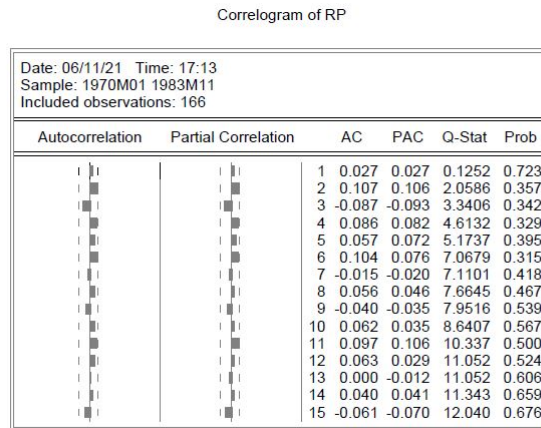 Correlogram of RP
Date: 06/11/21 Time: 17:13
Sample: 1970M01 1983M11
Included observations: 166
Autocorrelation Partial Correlation AC PAC Q-Stat Prob
1 0.027 0.027 0.1252 0.723
2 0.107 0.106 2.0586 0.357
3 -0.087 -0.093 3.3406 0.342
4 0.086 0.082 4.6132 0.329
5 0.057 0.072 5.1737 0.395
6 0.104 0.076 7.0679 0.315
7 -0.015 -0.020 7.1101 0.418
8 0.056 0.046 7.6645 0.467
9 -0.040 -0.035 7.9516 0.539
10 0.062 0.035 8.6407 0.567
11 0.097 0.106 10.337 0.500
12 0.063 0.029 11.052 0.524
13 0.000 -0.012 11.052 0.606
14 0.040 0.041 11.343 0.659
15 -0.061 -0.070 12.040 0.676